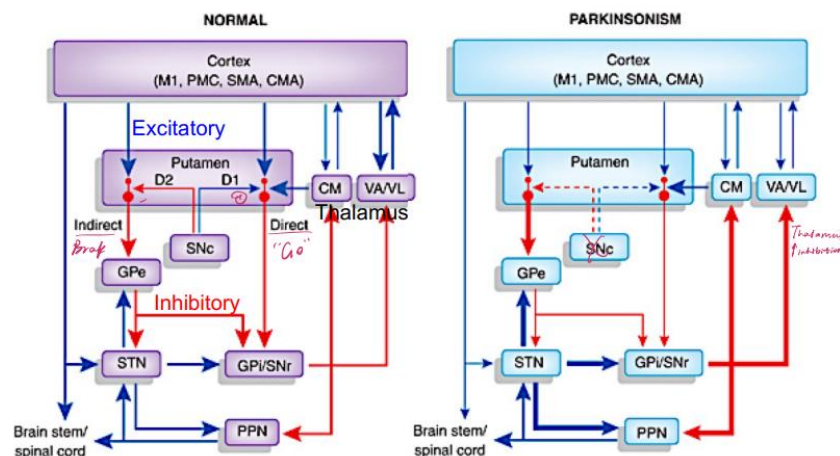 NORMAL
Cortex
(M1, PMC, SMA, CMA)
Excitatory
Putamen
D2
D1
CM
VA/VL
Thalamus
Indirect
Direct
"Go"
SNc
GPe
Inhibitory
STN
GPi/SNr
PPN
Brain stem/
spinal cord
PARKINSONISM
Cortex
(M1, PMC, SMA, CMA)
Putamen
CM
VA/VL
SNc
Thalamus
↑inhibition
GPe
STN
GPi/SNr
PPN
Brain stem/
spinal cord